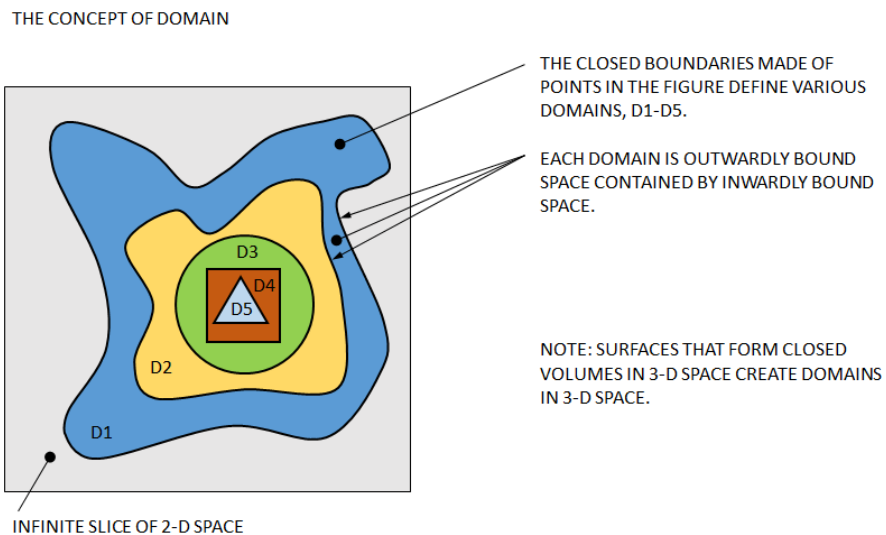 THE CONCEPT OF DOMAIN
THE CLOSED BOUNDARIES MADE OF
POINTS IN THE FIGURE DEFINE VARIOUS
DOMAINS, D1-D5.
EACH DOMAIN IS OUTWARDLY BOUND
SPACE CONTAINED BY INWARDLY BOUND
SPACE.
D3
D4
D5
D2
D1
NOTE: SURFACES THAT FORM CLOSED
VOLUMES IN 3-D SPACE CREATE DOMAINS
IN 3-D SPACE.
INFINITE SLICE OF 2-D SPACE